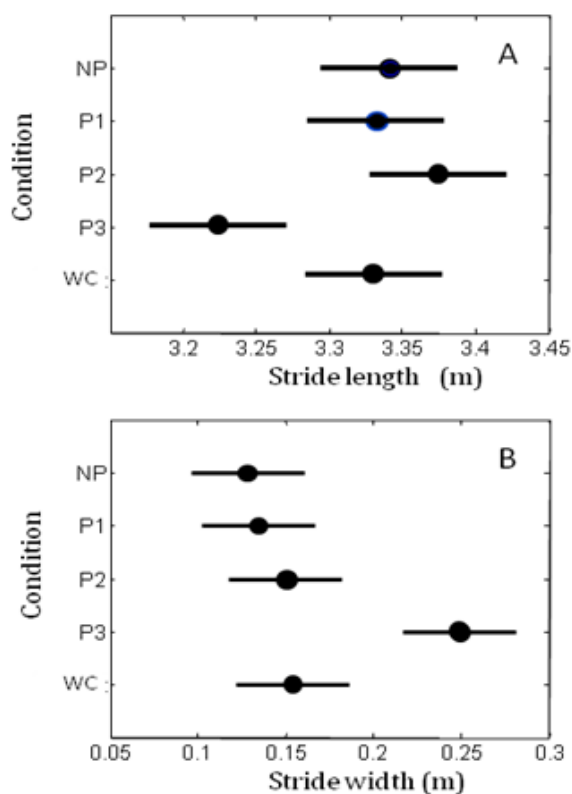 A
NP
P1
P2
P3
WC :
Condition
3.2 3.25 3.3 3.35 3.4 3.45
Stride length (m)
B
NP
P1
P2
P3
WC :
Condition
0.05 0.1 0.15 0.2 0.25 0.3
Stride width (m)